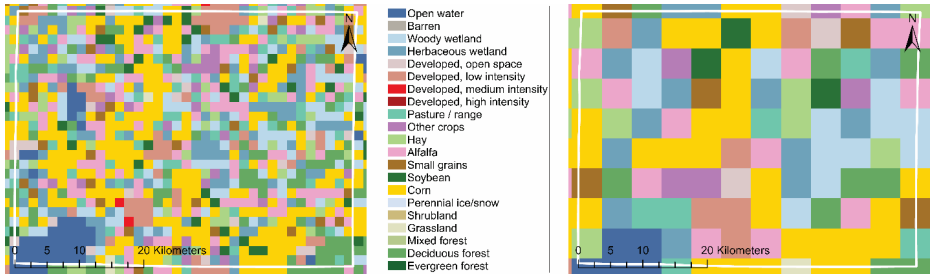 N
0 5 10 20 Kilometers
Open water
Barren
Woody wetland
Herbaceous wetland
Developed, open space
Developed, low intensity
Developed, medium intensity
Developed, high intensity
Pasture / range
Other crops
Hay
Alfalfa
Small grains
Soybean
Corn
Perennial ice/snow
Shrubland
Grassland
Mixed forest
Deciduous forest
Evergreen forest
N
0 5 10 20 Kilometers